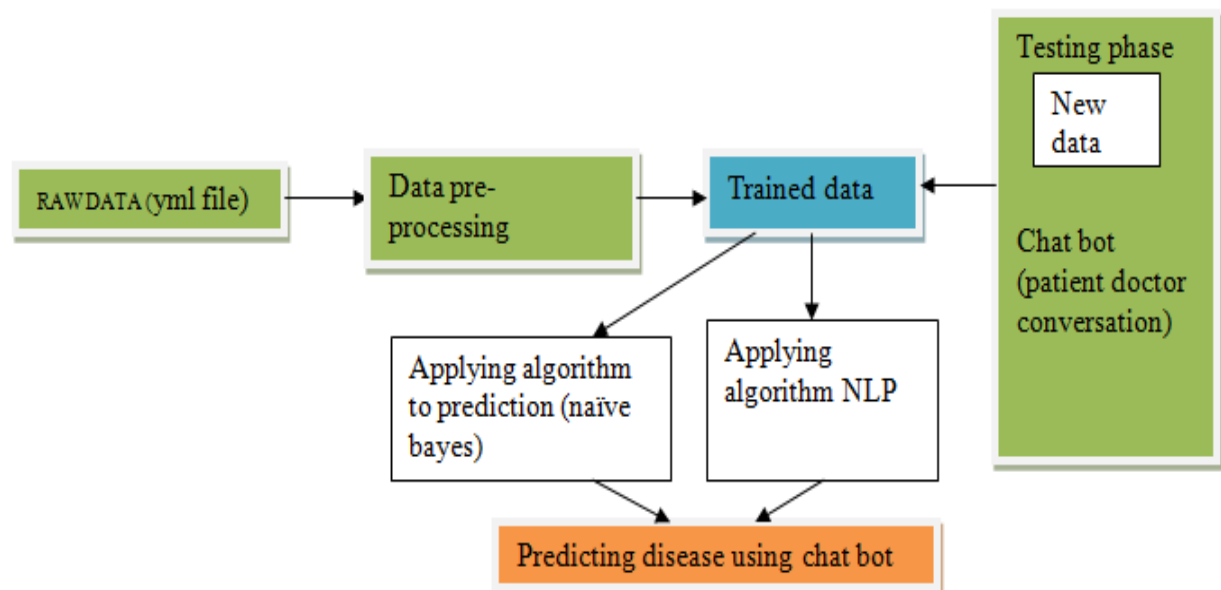 RAWDATA (yml file)
Data pre-
processing
Trained data
Testing phase
New
data
Chat bot
(patient doctor
conversation)
Applying algorithm
to prediction (naïve
bayes)
Applying
algorithm NLP
Predicting disease using chat bot